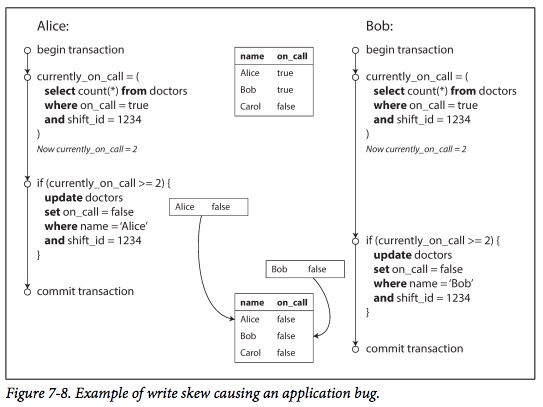 Alice:
begin transaction
currently_on_call = (
select count(*) from doctors
where on_call = true
and shift_id = 1234
)
Now currently_on_call = 2
if (currently_on_call >= 2) {
update doctors
set on_call = false
where name = ‘Alice’
and shift_id = 1234
}
commit transaction
name on_call
Alice true
Bob true
Carol false
Alice false
Bob false
name on_call
Alice false
Bob false
Carol false
Bob:
begin transaction
currently_on_call = (
select count(*) from doctors
where on_call = true
and shift_id = 1234
)
Now currently_on_call = 2
if (currently_on_call >= 2) {
update doctors
set on_call = false
where name = ‘Bob’
and shift_id = 1234
}
commit transaction
Figure 7-8. Example of write skew causing an application bug.